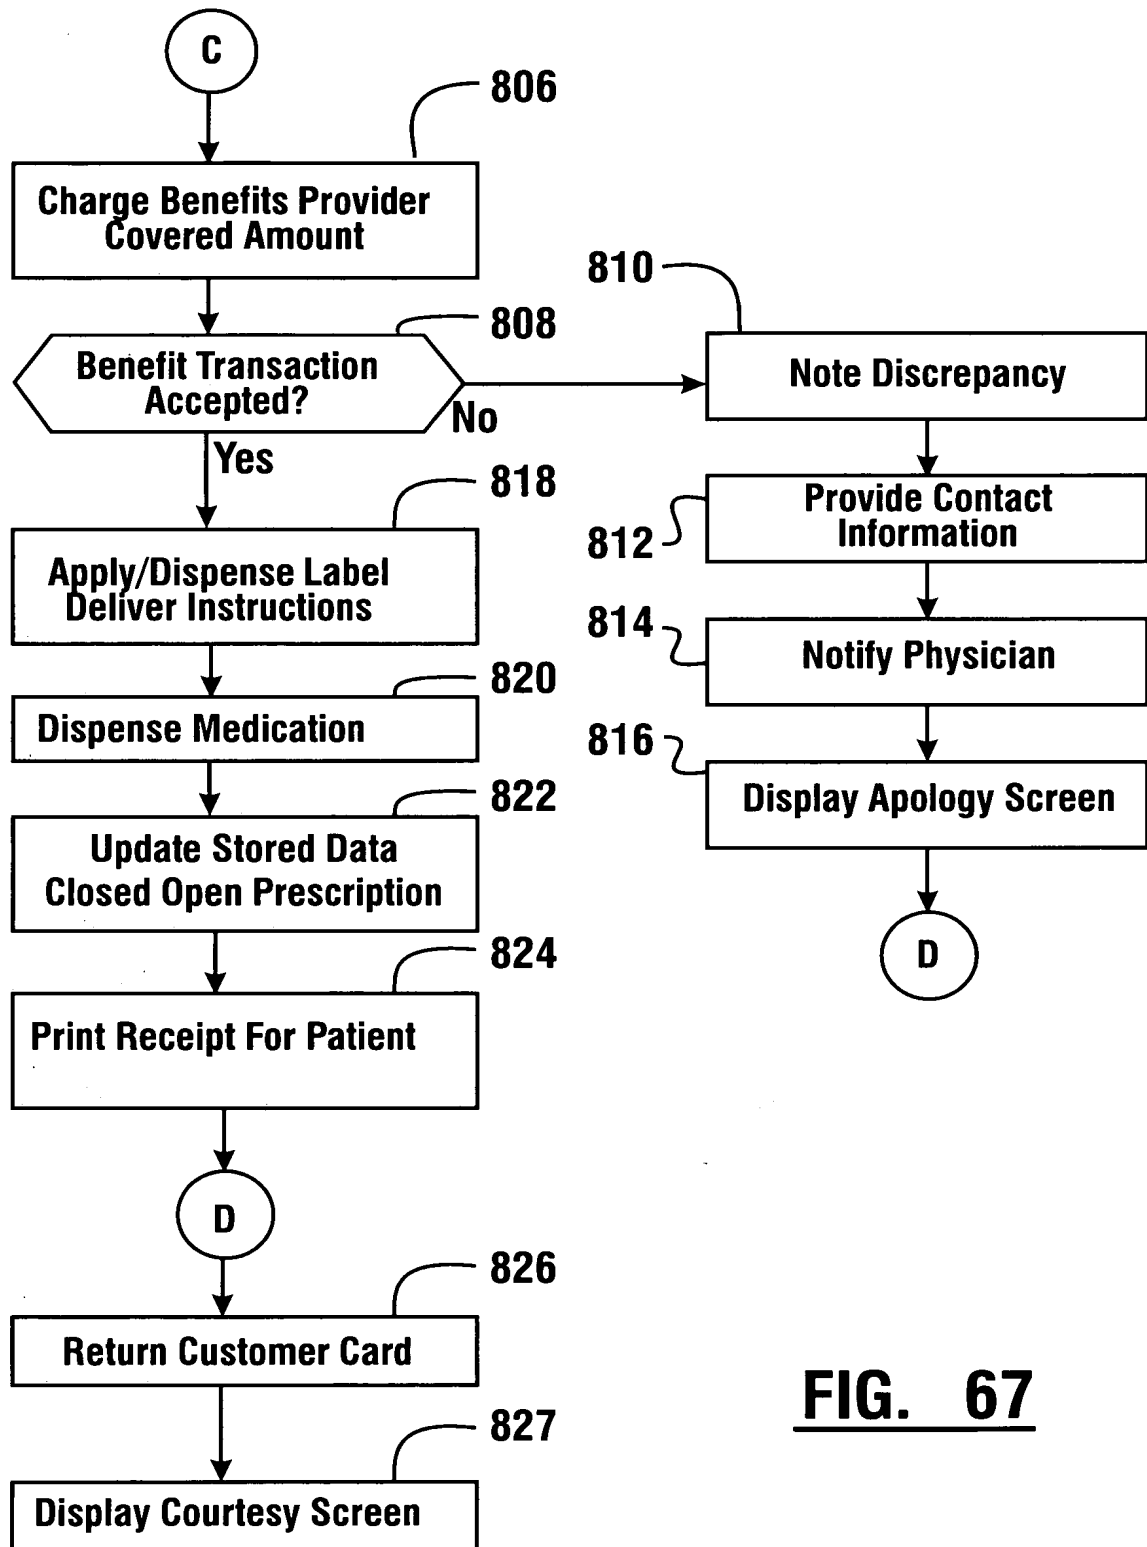 C
806
Charge Benefits Provider
Covered Amount
808
Benefit Transaction
Accepted?
No
Yes
810
Note Discrepancy
812
Provide Contact
Information
814
Notify Physician
816
Display Apology Screen
D
818
Apply/Dispense Label
Deliver Instructions
820
Dispense Medication
822
Update Stored Data
Closed Open Prescription
824
Print Receipt For Patient
D
826
Return Customer Card
827
Display Courtesy Screen
FIG. 67